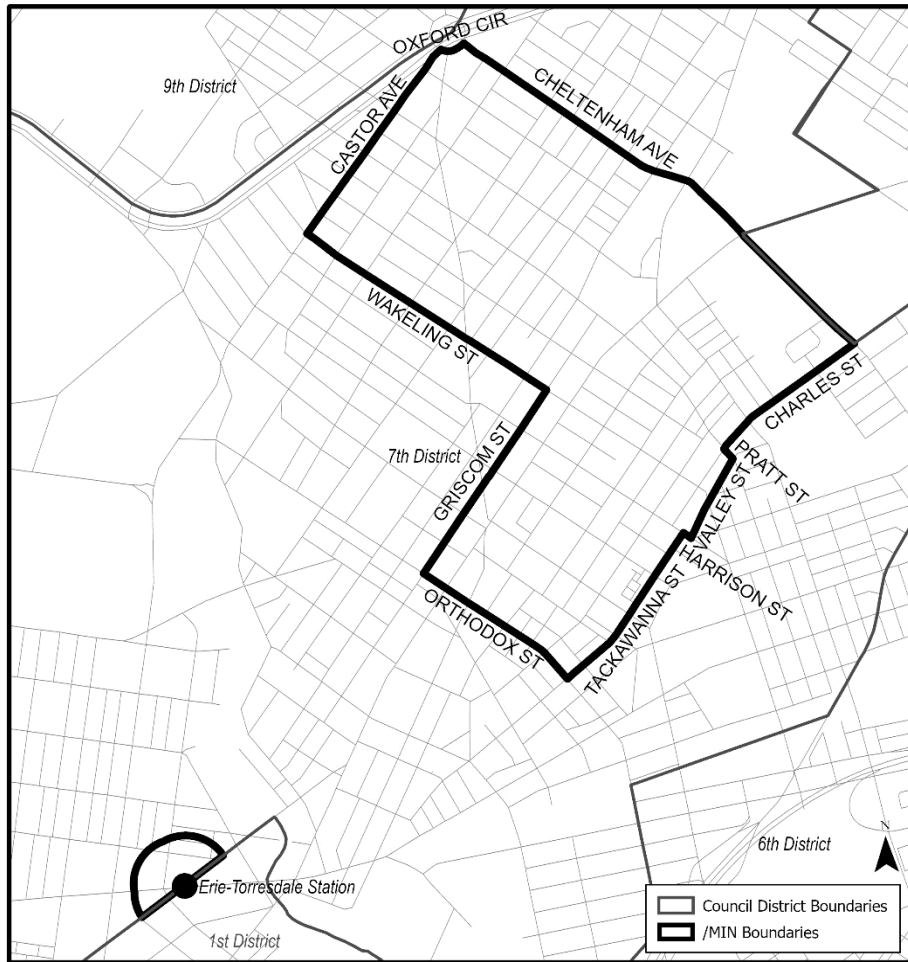 OXFORD CIR
9th District
CASTOR AVE
CHELTENHAM AVE
WAKELING ST
CHARLES ST
7th District
GRISCOM ST
PRATT ST
VALLEY ST
HARRISON ST
ORTHODOX ST
TACKAWANNA ST
6th District
N
Erie-Torresdale Station
1st District
Council District Boundaries
/MIN Boundaries